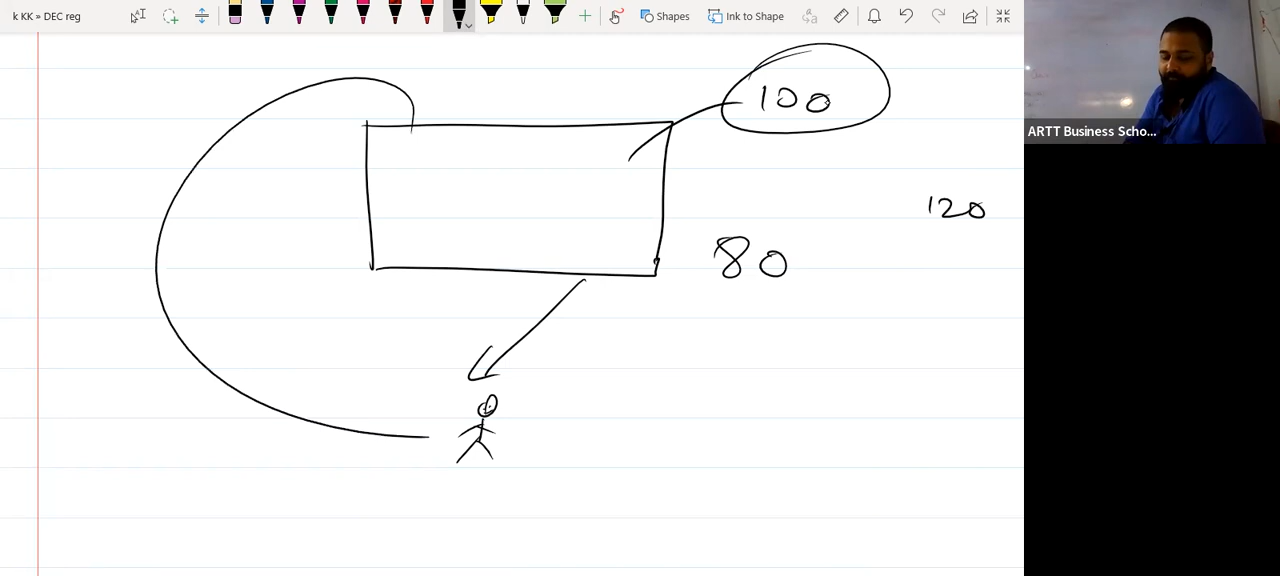 k KK » DEC reg
Shapes
Ink to Shape
ARTT Business Scho...
100
120
80